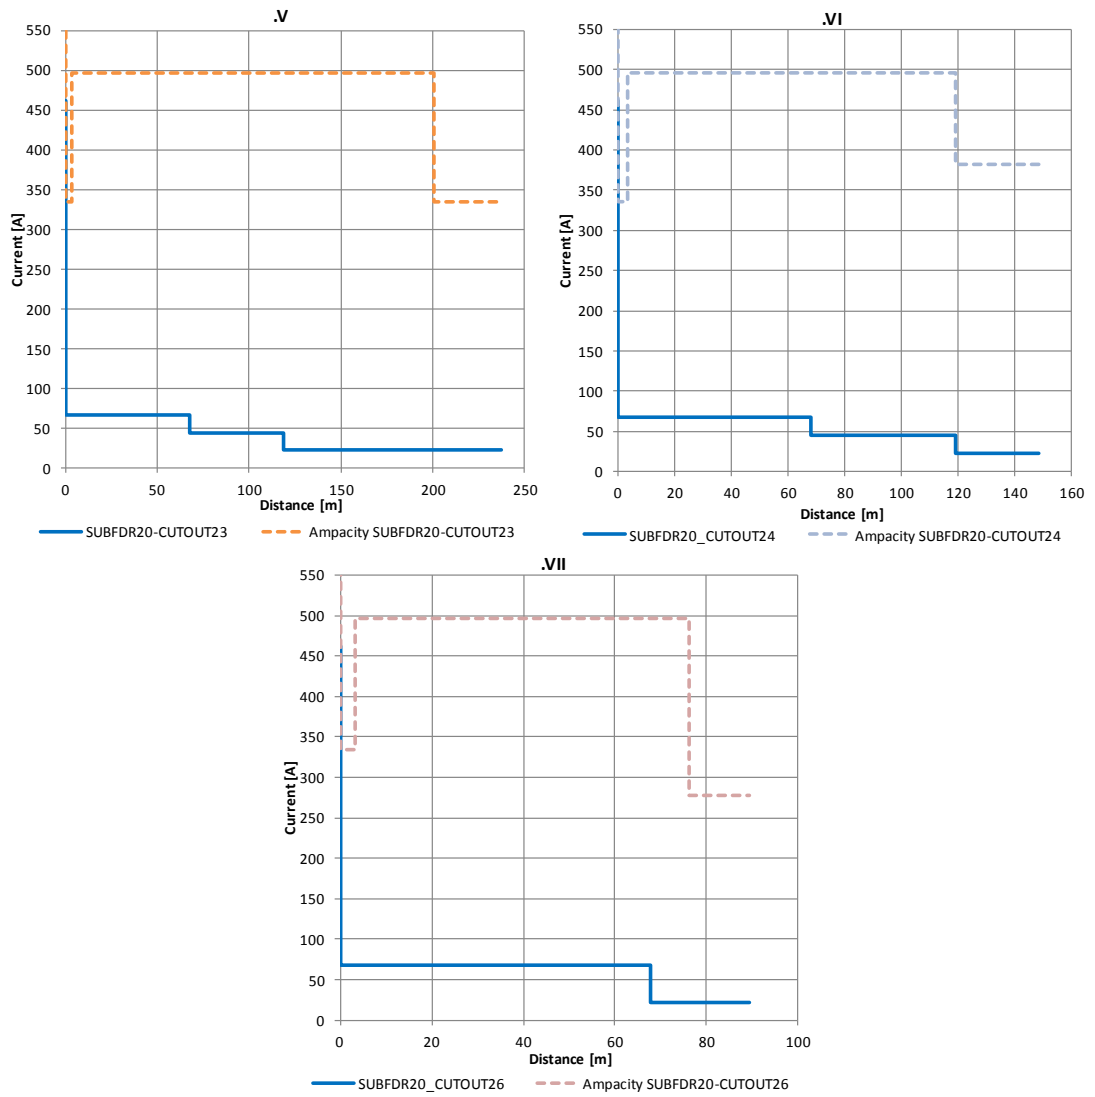 .V
550
500
450
400
350
300
250
200
150
100
50
0
Current [A]
0 50 100 150 200 250
Distance [m]
SUBFDR20-CUTOUT23 Ampacity SUBFDR20-CUTOUT23
.VI
550
500
450
400
350
300
250
200
150
100
50
0
Current [A]
0 20 40 60 80 100 120 140 160
Distance [m]
SUBFDR20_CUTOUT24 Ampacity SUBFDR20-CUTOUT24
.VII
550
500
450
400
350
300
250
200
150
100
50
0
Current [A]
0 20 40 60 80 100
Distance [m]
SUBFDR20_CUTOUT26 Ampacity SUBFDR20-CUTOUT26